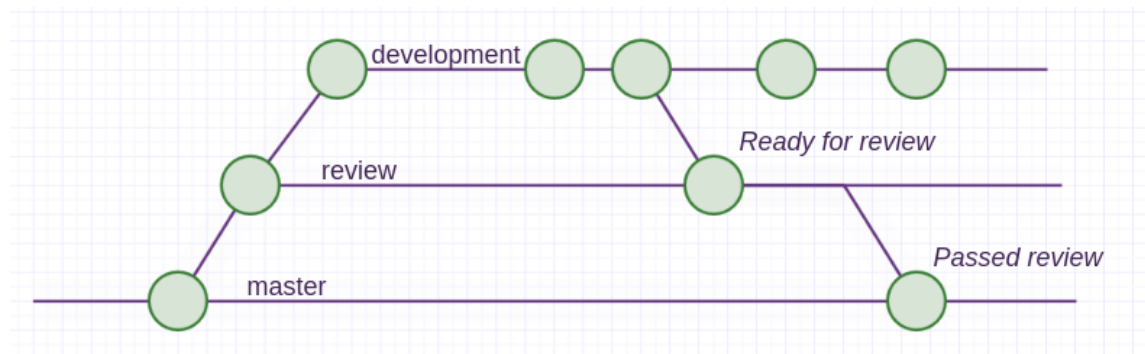 development
Ready for review
review
Passed review
master